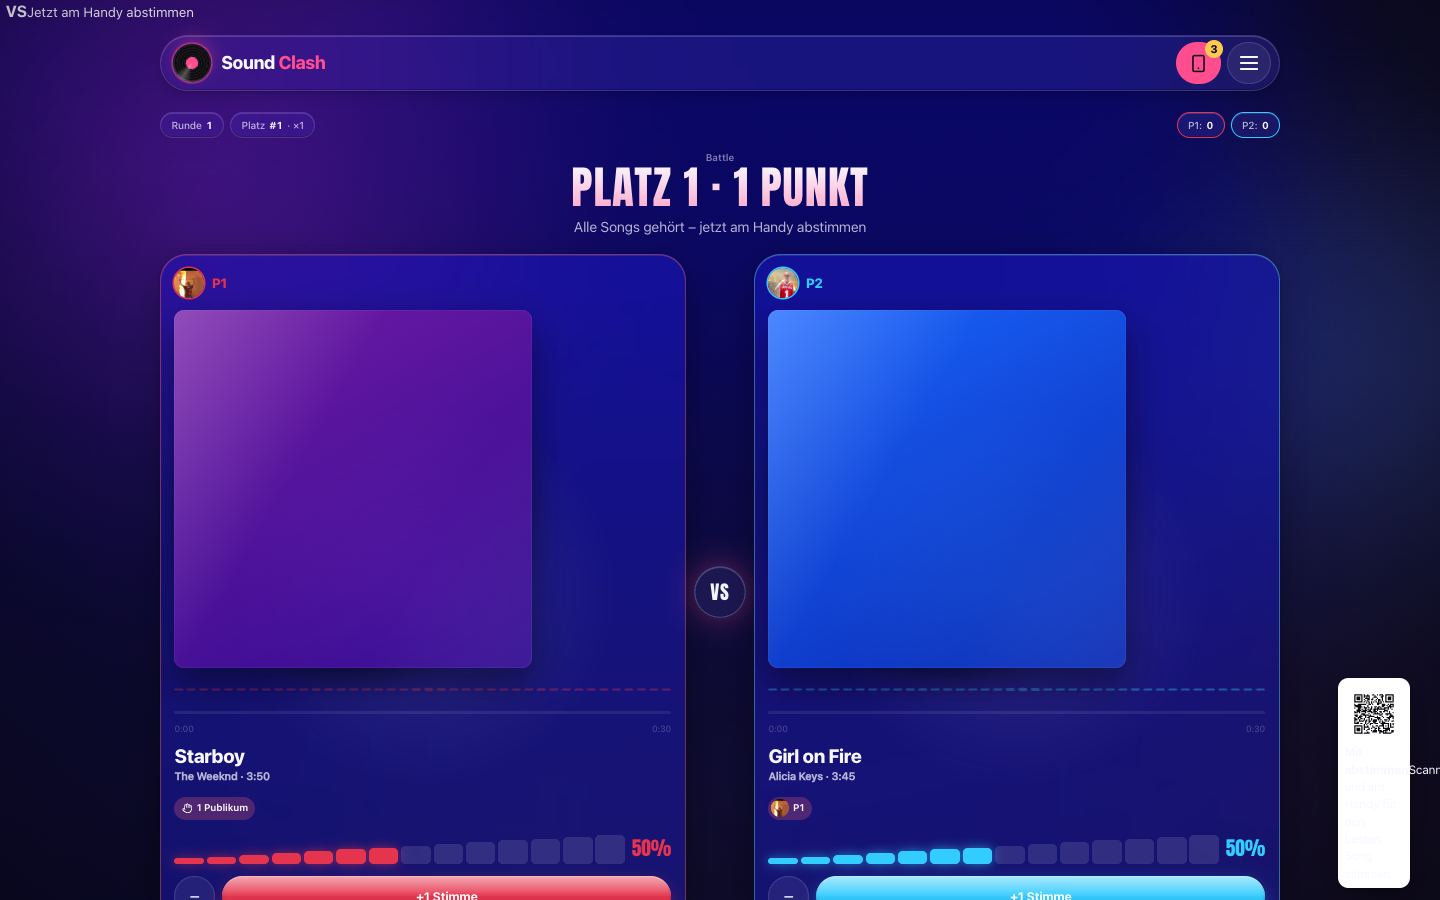 VSJetzt am Handy abstimmen
Sound Clash
3
Runde 1
Platz #1 · ×1
P1: 0
P2: 0
Battle
PLATZ 1 · 1 PUNKT
Alle Songs gehört – jetzt am Handy abstimmen
P1
P2
VS
0:00
0:30
0:00
0:30
Starboy
The Weeknd · 3:50
Girl on Fire
Alicia Keys · 3:45
1 Publikum
P1
50%
50%
−
+1 Stimme
−
+1 Stimme
Mit
Scann